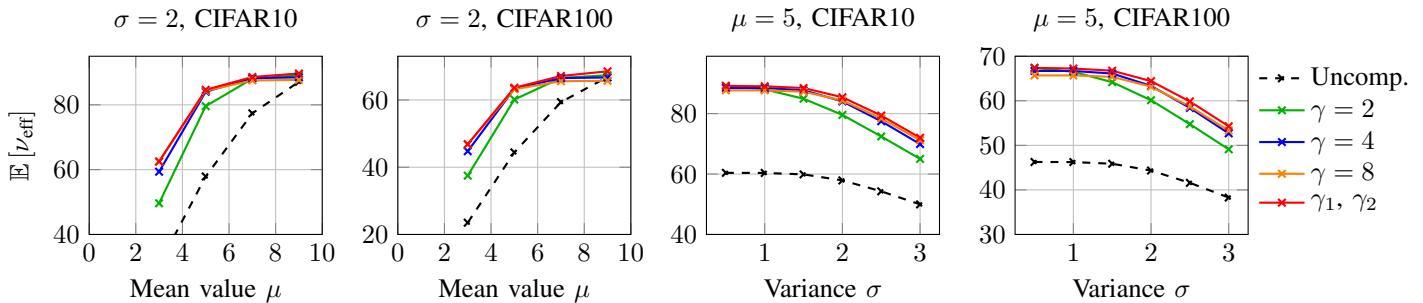 σ = 2, CIFAR10
σ = 2, CIFAR100
μ = 5, CIFAR10
μ = 5, CIFAR100
𝔼 [ν_eff]
80
60
40
0 2 4 6 8 10
Mean value μ
60
40
20
0 2 4 6 8 10
Mean value μ
80
60
40
1 2 3
Variance σ
70
60
50
40
30
1 2 3
Variance σ
Uncomp.
γ = 2
γ = 4
γ = 8
γ₁, γ₂